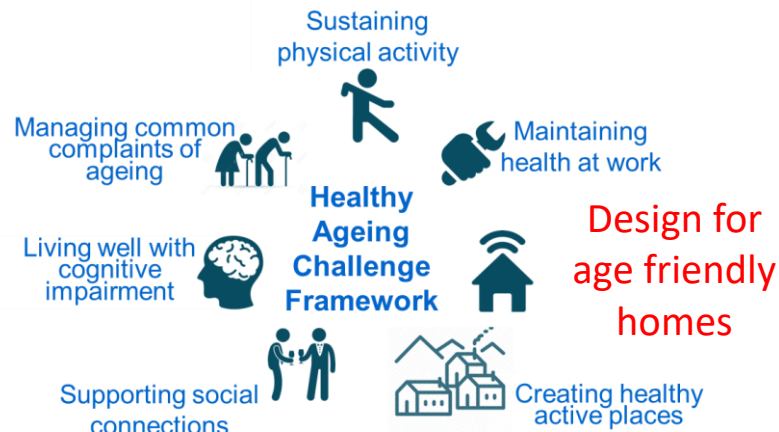 Sustaining
physical activity
Managing common
complaints of
ageing
Maintaining
health at work
Healthy
Ageing
Challenge
Framework
Design for
age friendly
homes
Living well with
cognitive
impairment
Supporting social
connections
Creating healthy
active places